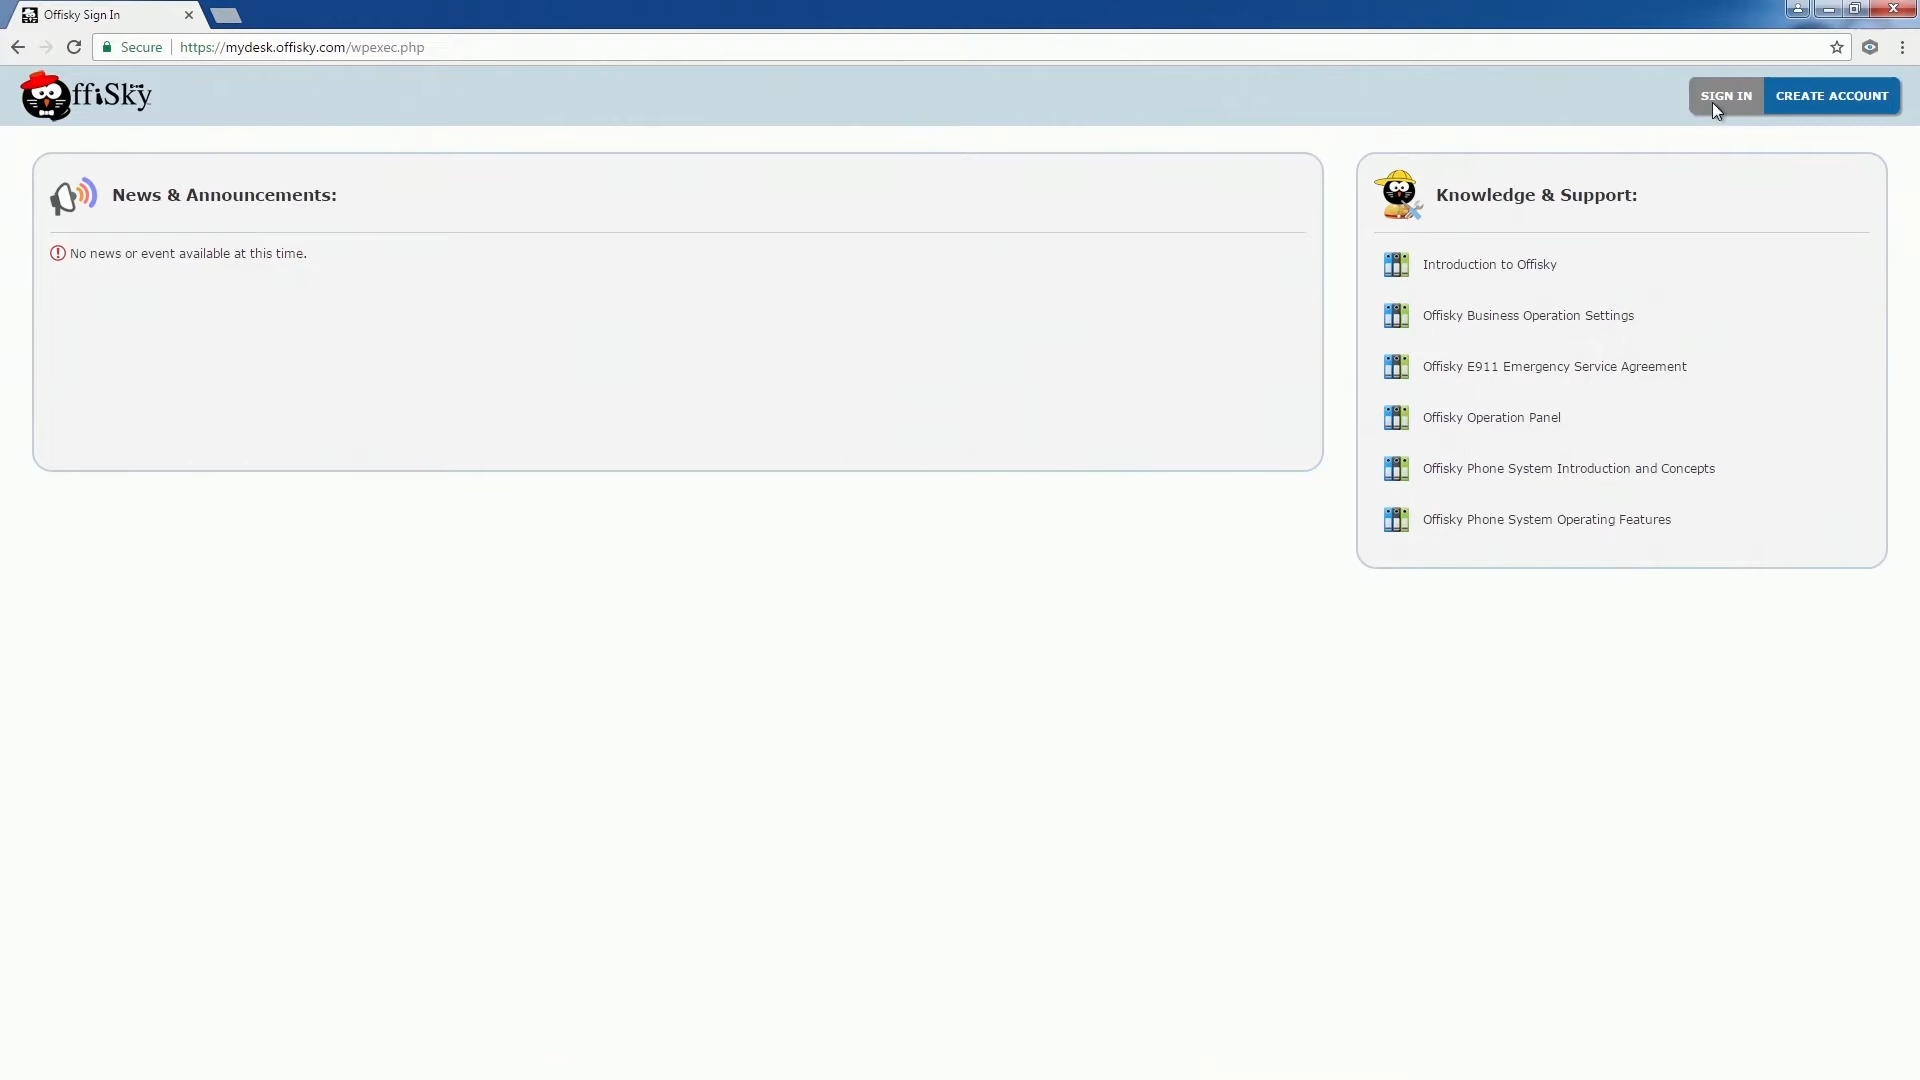 Offisky Sign In
Secure https://mydesk.offisky.com/wpexec.php
ffiSky
SIGN IN CREATE ACCOUNT
News & Announcements:
No news or event available at this time.
Knowledge & Support:
Introduction to Offisky
Offisky Business Operation Settings
Offisky E911 Emergency Service Agreement
Offisky Operation Panel
Offisky Phone System Introduction and Concepts
Offisky Phone System Operating Features